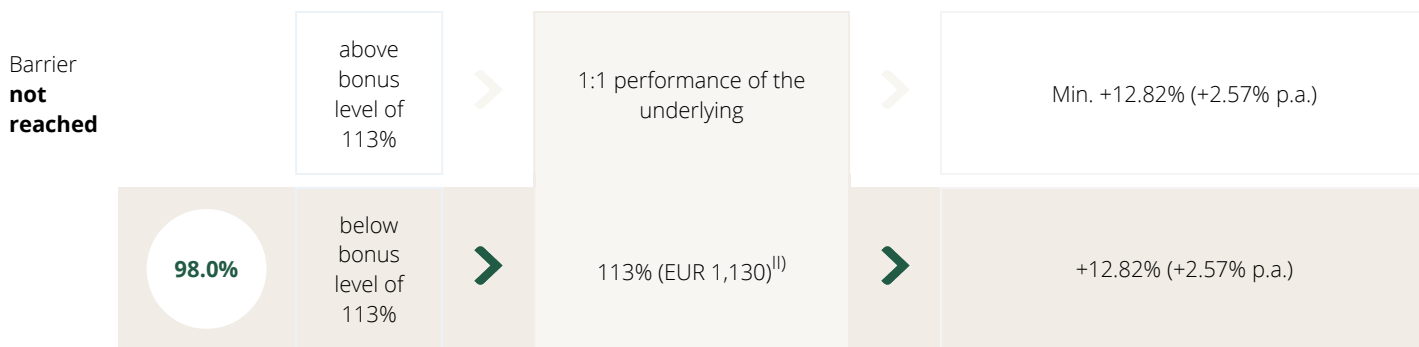 Barrier
not
reached
above
bonus
level of
113%
1:1 performance of the
underlying
Min. +12.82% (+2.57% p.a.)
98.0%
below
bonus
level of
113%
113% (EUR 1,130)II)
+12.82% (+2.57% p.a.)